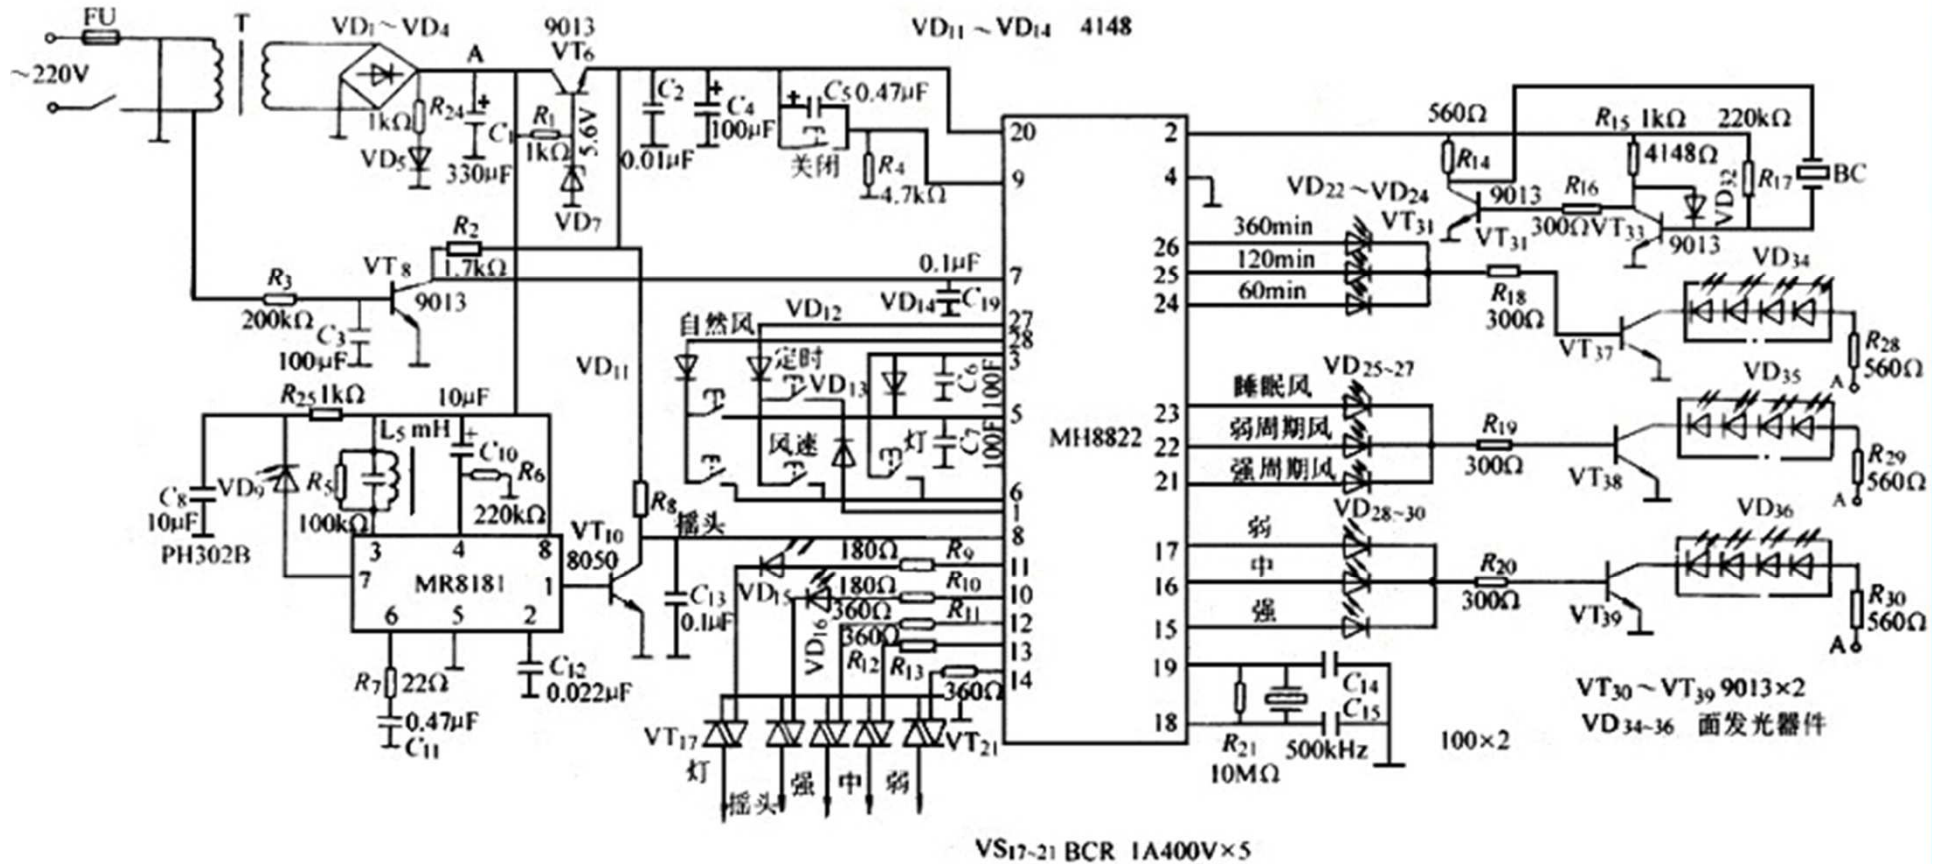 FU
T
VD1~VD4
9013
VT6
VD11~VD14 4148
~220V
A
R24
1kΩ
C1
330μF
VD5
R1
1kΩ
5.6V
VD7
C2
0.01μF
C4
100μF
C5 0.47μF
关闭
R4
4.7kΩ
20
9
2
4
560Ω
R14
R15 1kΩ
4148Ω
220kΩ
R17
BC
VD32
VD22~VD24
VT31
9013
VT31
R16
300Ω
VT33
9013
360min
120min
60min
26
25
24
R18
300Ω
VD34
VT37
R28
560Ω
A
R2
1.7kΩ
VT8
9013
R3
200kΩ
C3
100μF
0.1μF
C19
7
VD14
VD12
27
28
3
自然风
定时
VD11
VD13
C6
100F
5
风速
灯
C7
100F
6
1
MH8822
VD25~27
睡眠风
弱周期风
强周期风
23
22
21
R19
300Ω
VD35
VT38
R29
560Ω
A
R25 1kΩ
10μF
L5 mH
C10
R6
220kΩ
R5
100kΩ
VD9
C8
10μF
PH302B
3
4
8
7
MR8181
1
6
5
2
VT10
8050
R8
摇头
8
C13
0.1μF
R7
22Ω
0.47μF
C11
C12
0.022μF
VD15
180Ω
R9
11
VD16
180Ω
R10
10
360Ω
R11
12
360Ω
R12
13
R13
360Ω
14
VD28~30
弱
中
强
17
16
15
R20
300Ω
VD36
VT39
R30
560Ω
A
19
18
C14
C15
R21
10MΩ
500kHz
100×2
VT30~VT39 9013×2
VD34~36 面发光器件
VT17
VT21
灯
摇头
强
中
弱
VS17~21 BCR 1A400V×5